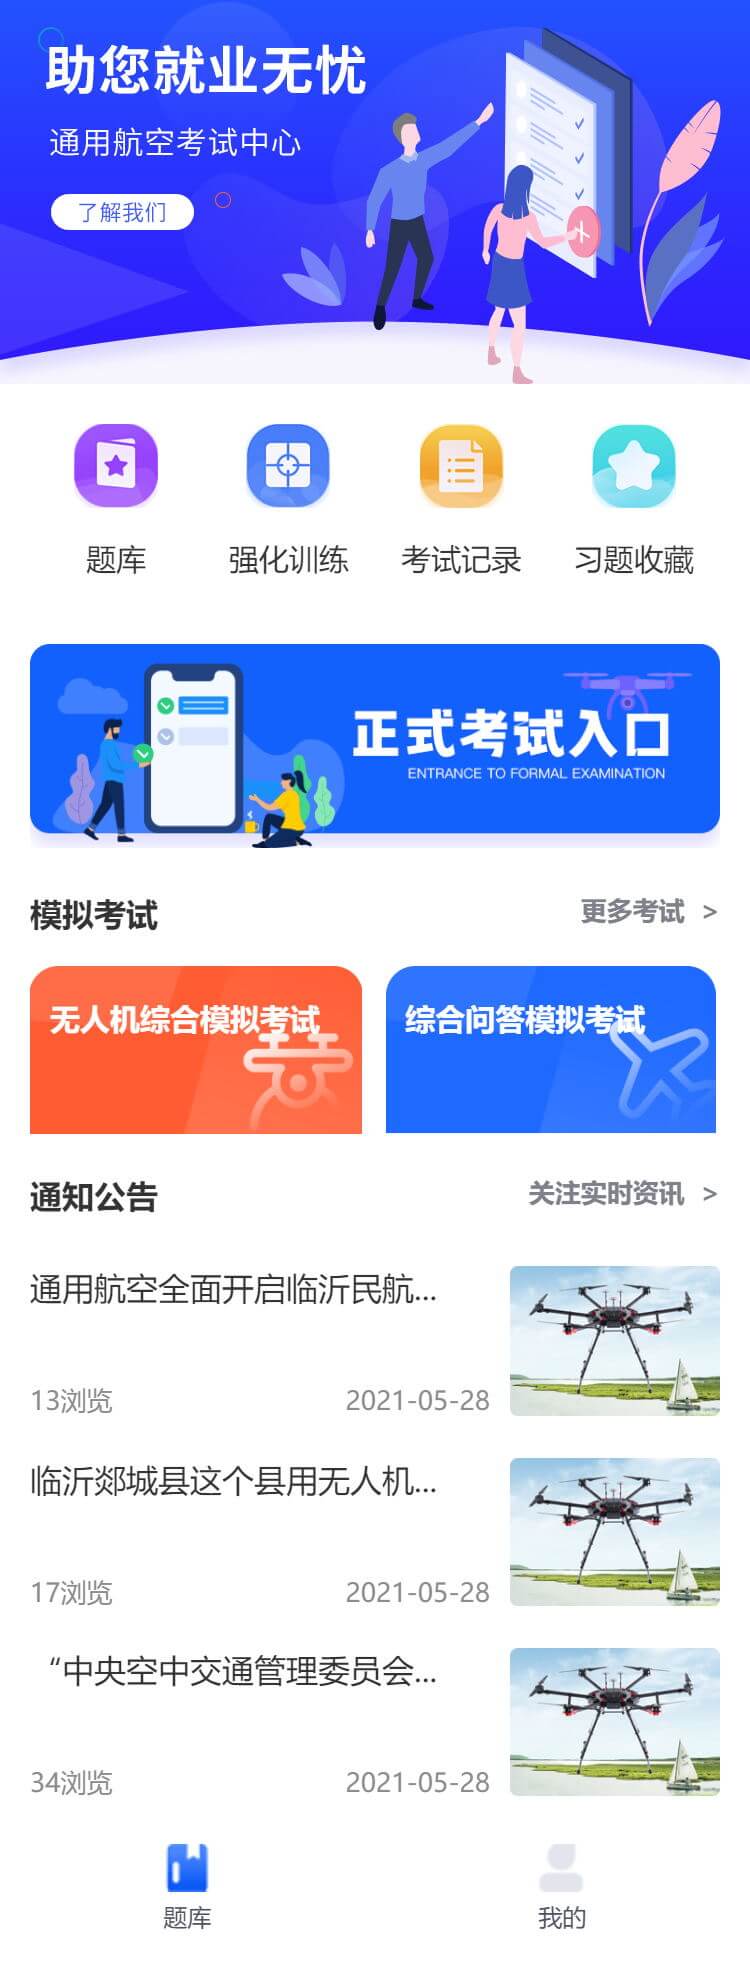 助您就业无忧
通用航空考试中心
了解我们
题库
强化训练
考试记录
习题收藏
正式考试入口
ENTRANCE TO FORMAL EXAMINATION
模拟考试
更多考试 >
无人机综合模拟考试
综合问答模拟考试
通知公告
关注实时资讯 >
通用航空全面开启临沂民航...
13浏览
2021-05-28
临沂郯城县这个县用无人机...
17浏览
2021-05-28
“中央空中交通管理委员会...
34浏览
2021-05-28
题库
我的